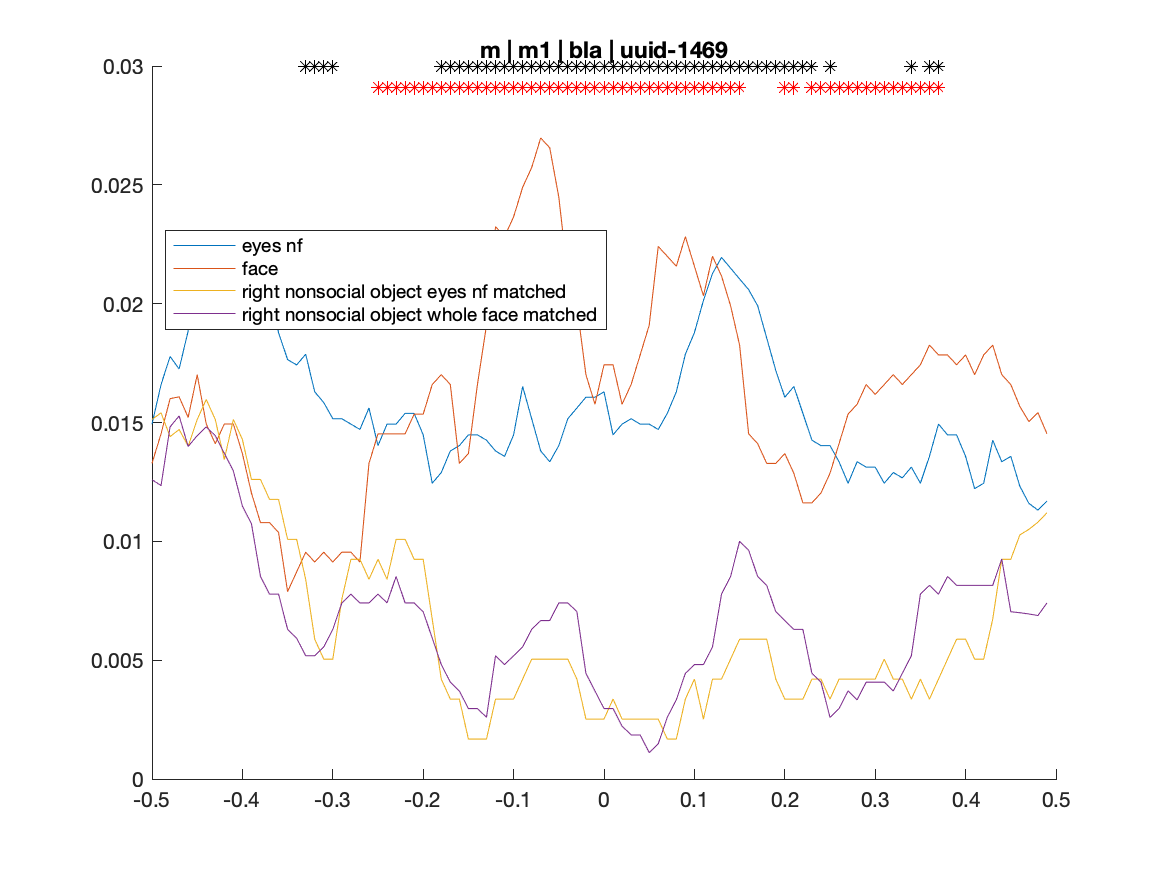 m | m1 | bla | uuid-1469
0.03
0.025
0.02
0.015
0.01
0.005
0
eyes nf
face
right nonsocial object eyes nf matched
right nonsocial object whole face matched
-0.5 -0.4 -0.3 -0.2 -0.1 0 0.1 0.2 0.3 0.4 0.5